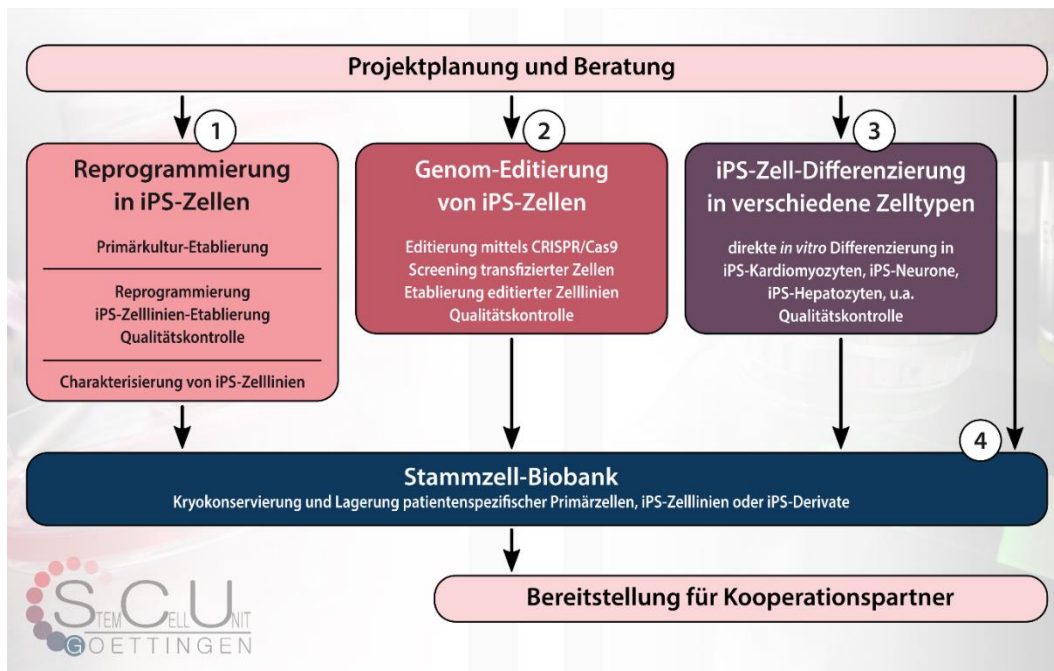 Projektplanung und Beratung
1
Reprogrammierung
in iPS-Zellen
Primärkultur-Etablierung
Reprogrammierung
iPS-Zelllinien-Etablierung
Qualitätskontrolle
Charakterisierung von iPS-Zelllinien
2
Genom-Editierung
von iPS-Zellen
Editierung mittels CRISPR/Cas9
Screening transfizierter Zellen
Etablierung editierter Zelllinien
Qualitätskontrolle
3
iPS-Zell-Differenzierung
in verschiedene Zelltypen
direkte in vitro Differenzierung in
iPS-Kardiomyozyten, iPS-Neurone,
iPS-Hepatozyten, u.a.
Qualitätskontrolle
4
Stammzell-Biobank
Kryokonservierung und Lagerung patientenspezifischer Primärzellen, iPS-Zelllinien oder iPS-Derivate
Bereitstellung für Kooperationspartner
STEM CELL UNIT
GOETTINGEN